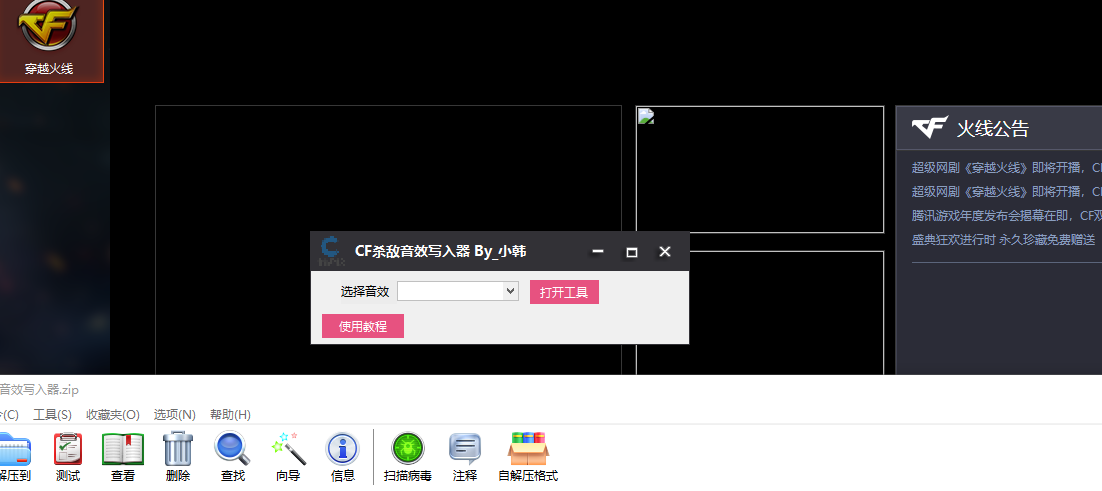 穿越火线
火线公告
超级网剧《穿越火线》即将开播，C
超级网剧《穿越火线》即将开播，C
腾讯游戏年度发布会揭幕在即，CF双
盛典狂欢进行时 永久珍藏免费赠送
CF杀敌音效写入器 By_小韩
选择音效
打开工具
使用教程
音效写入器.zip
(C) 工具(S) 收藏夹(O) 选项(N) 帮助(H)
解压到 测试 查看 删除 查找 向导 信息 扫描病毒 注释 自解压格式